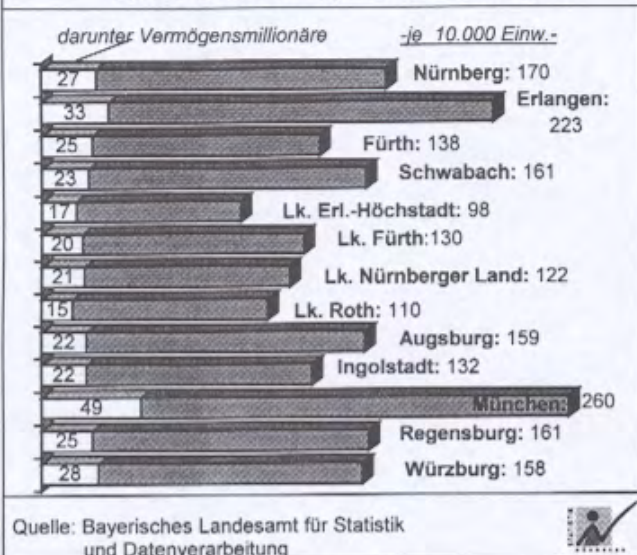 darunter Vermögensmillionäre -je 10.000 Einw.-
27 Nürnberg: 170
33 Erlangen:
223
25 Fürth: 138
23 Schwabach: 161
17 Lk. Erl.-Höchstadt: 98
20 Lk. Fürth:130
21 Lk. Nürnberger Land: 122
15 Lk. Roth: 110
22 Augsburg: 159
22 Ingolstadt: 132
49 München: 260
25 Regensburg: 161
28 Würzburg: 158
Quelle: Bayerisches Landesamt für Statistik
und Datenverarbeitung